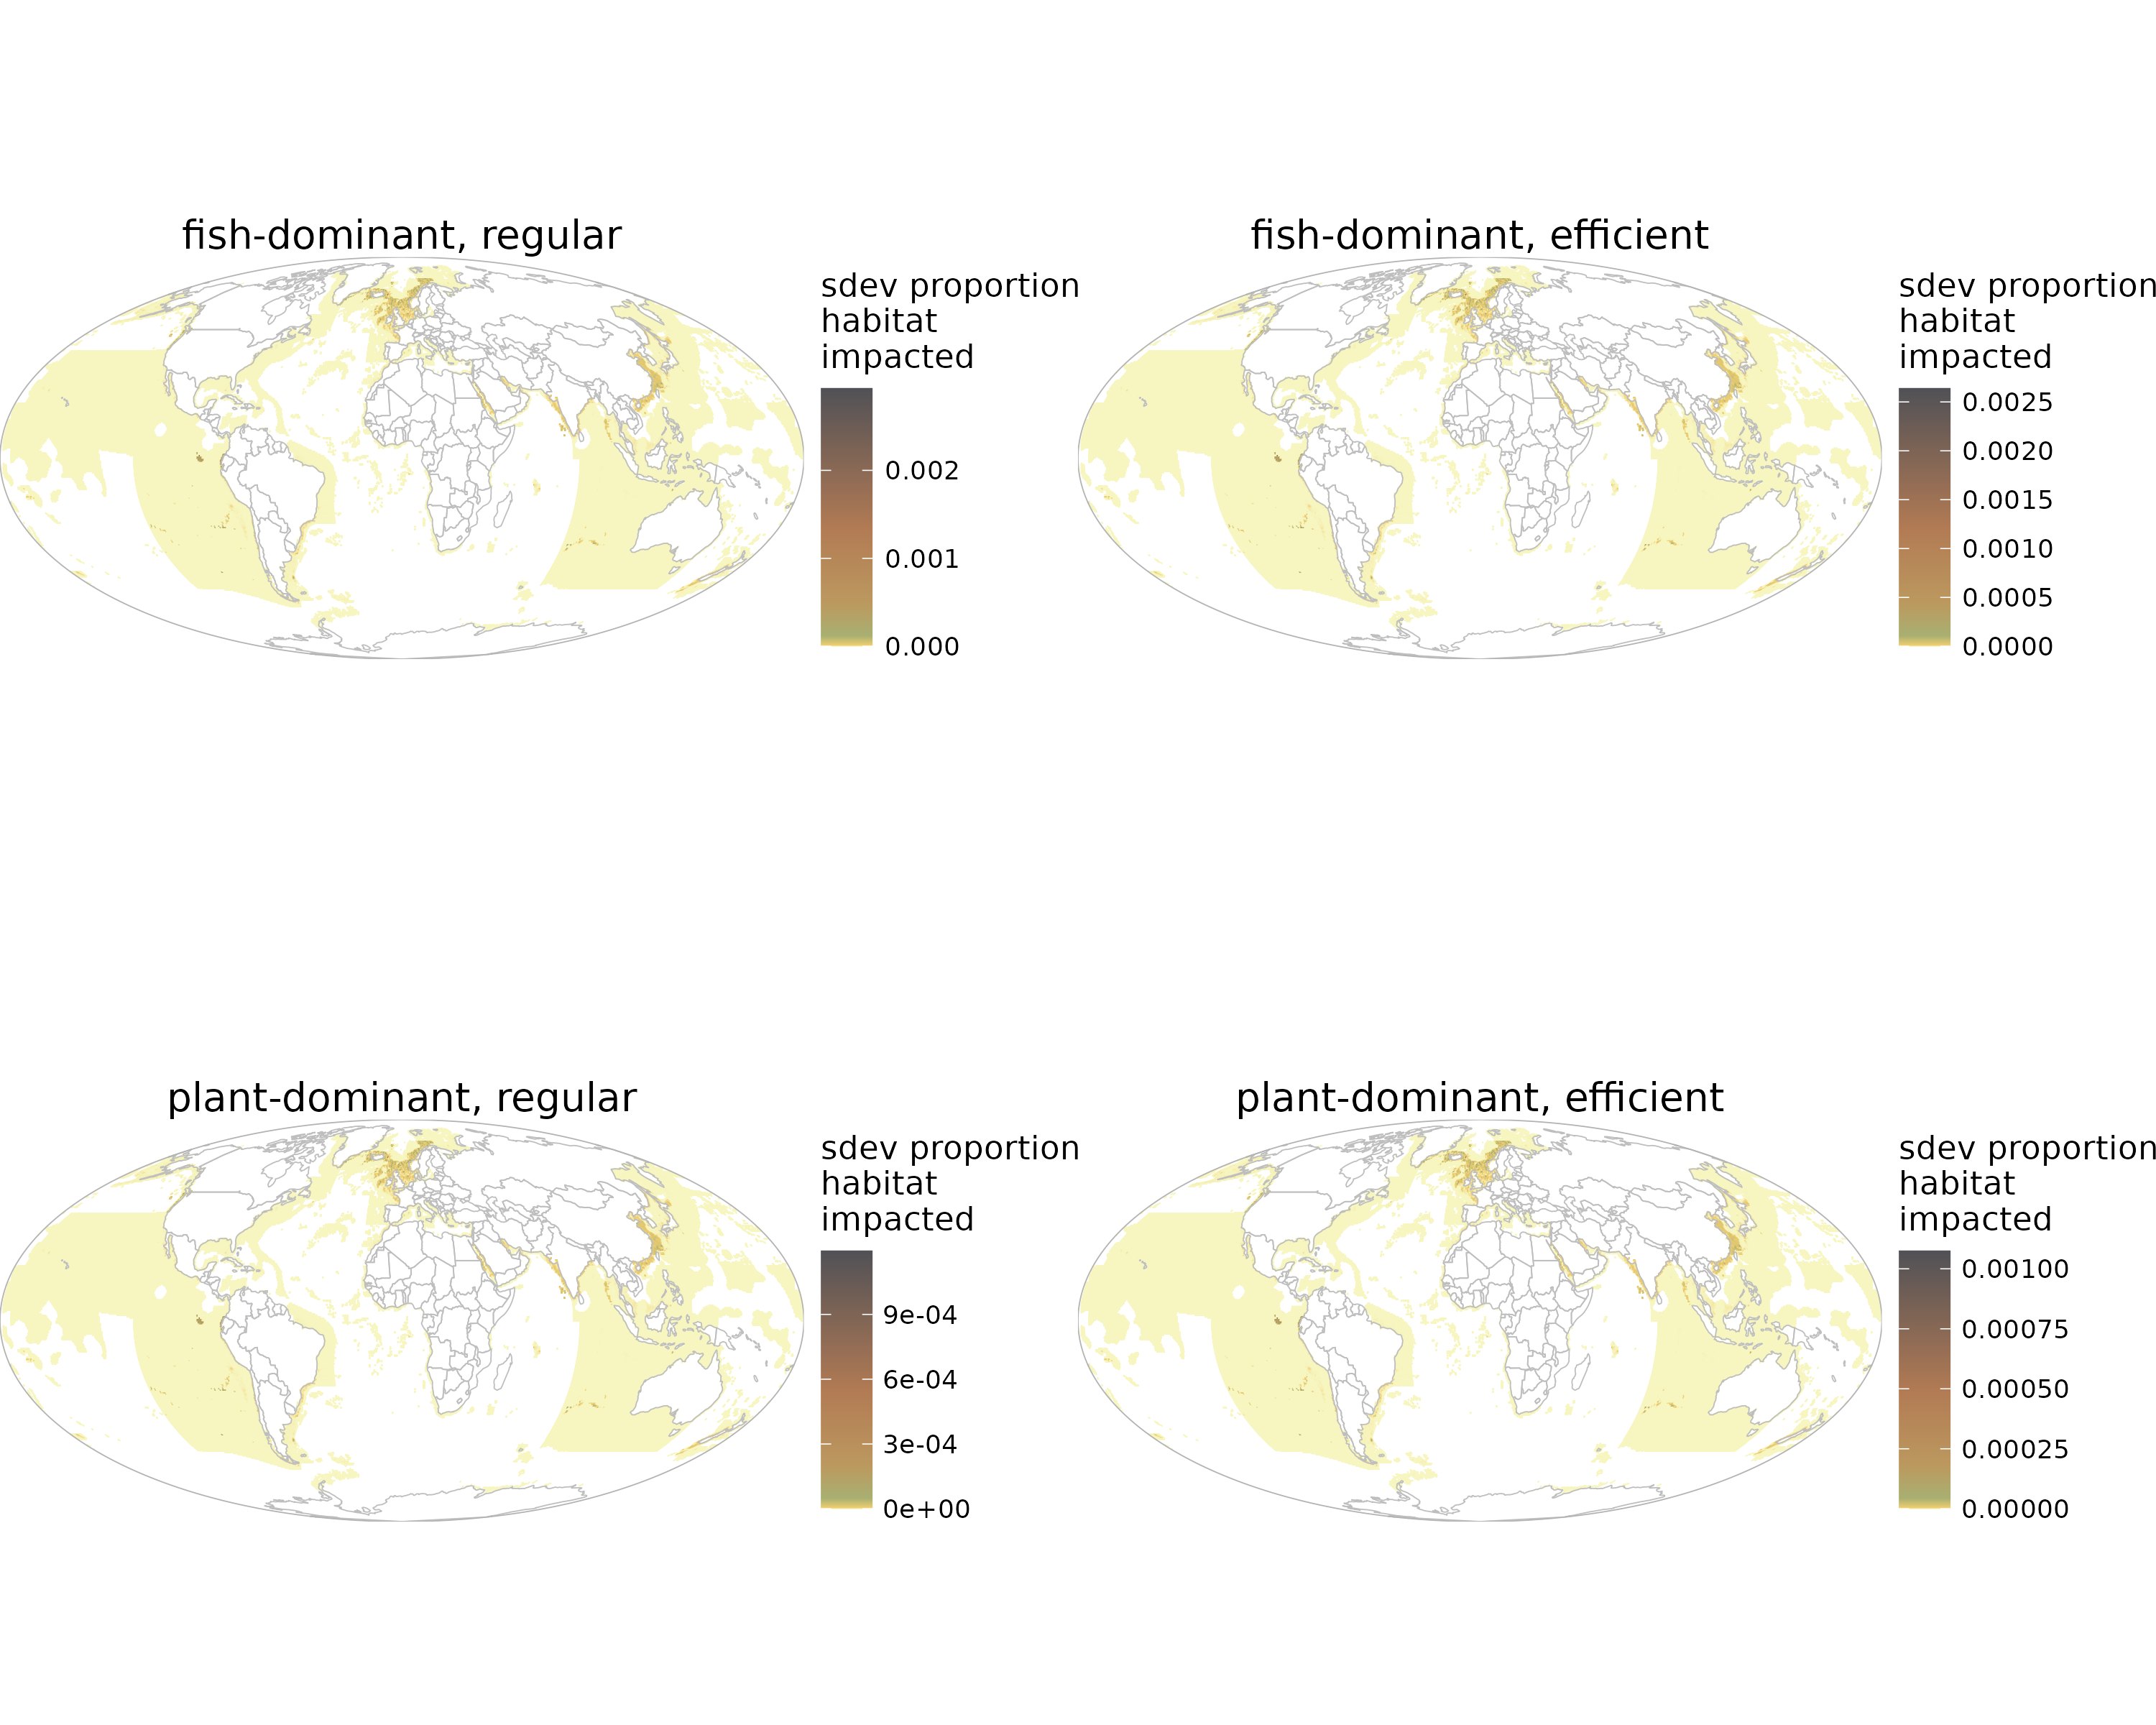 fish-dominant, regular
sdev proportion
habitat
impacted
0.002
0.001
0.000
fish-dominant, efficient
sdev proportion
habitat
impacted
0.0025
0.0020
0.0015
0.0010
0.0005
0.0000
plant-dominant, regular
sdev proportion
habitat
impacted
9e-04
6e-04
3e-04
0e+00
plant-dominant, efficient
sdev proportion
habitat
impacted
0.00100
0.00075
0.00050
0.00025
0.00000